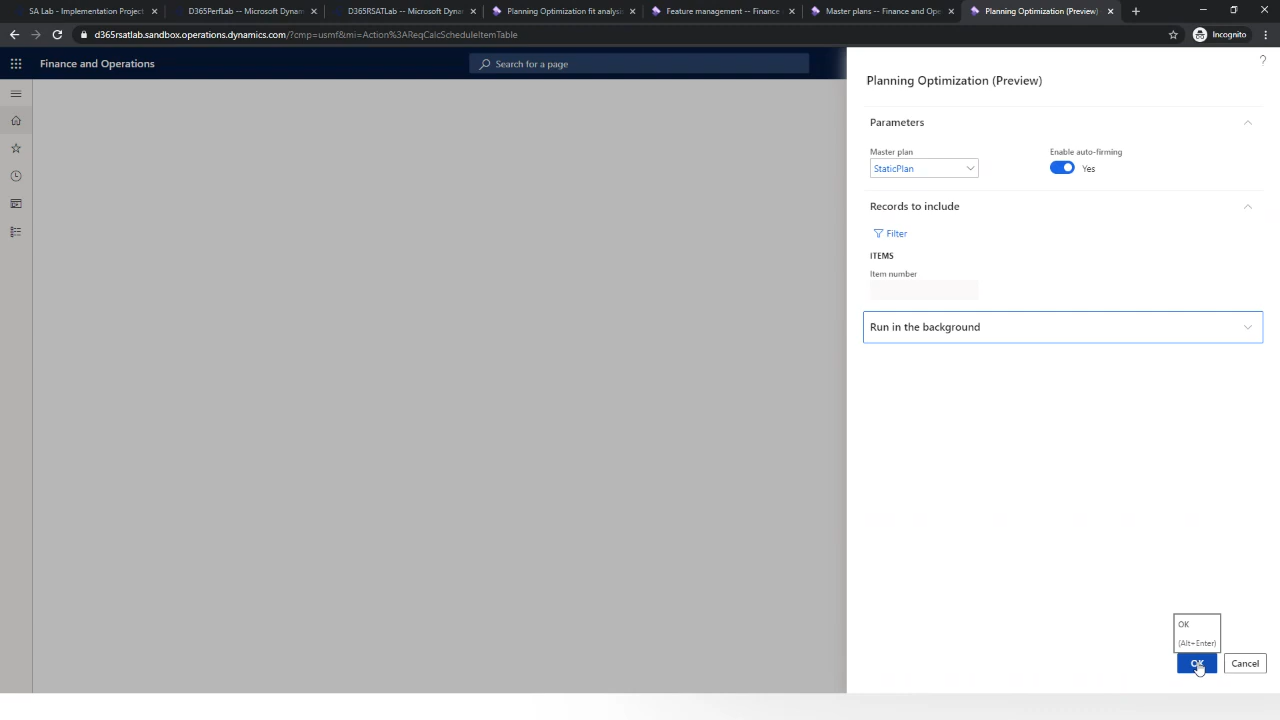 SA Lab - Implementation Project
D365PerfLab -- Microsoft Dynam
D365RSATLab -- Microsoft Dynam
Planning Optimization fit analysis
Feature management -- Finance
Master plans -- Finance and Ope
Planning Optimization (Preview)
d365rsatlab.sandbox.operations.dynamics.com/?cmp=usmf&mi=Action%3AReqCalcScheduleItemTable
Incognito
Finance and Operations
Search for a page
?
Planning Optimization (Preview)
Parameters
Master plan
Enable auto-firming
StaticPlan
Yes
Records to include
Filter
ITEMS
Item number
Run in the background
OK
(Alt+Enter)
OK
Cancel